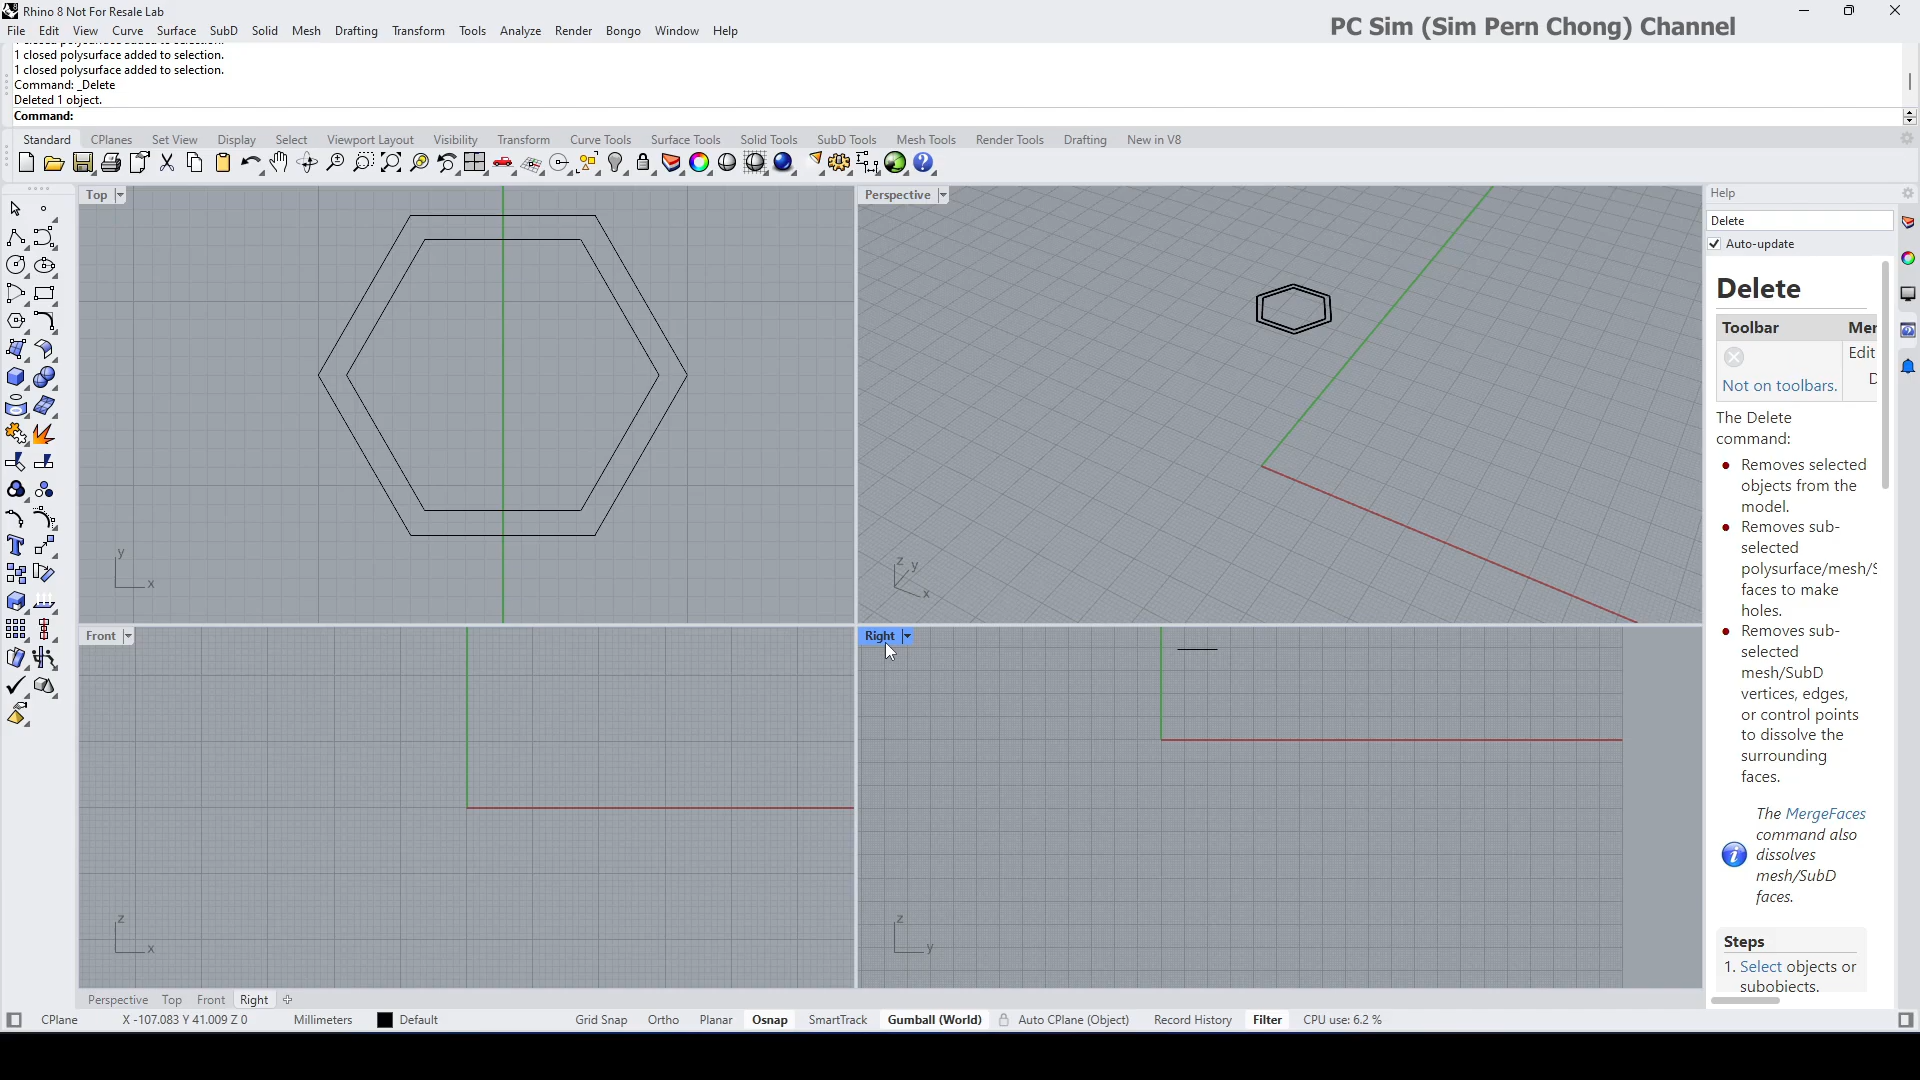 Rhino 8 Not For Resale Lab
PC Sim (Sim Pern Chong) Channel
File Edit View Curve Surface SubD Solid Mesh Drafting Transform Tools Analyze Render Bongo Window Help
1 closed polysurface added to selection.
1 closed polysurface added to selection.
1 closed polysurface added to selection.
Command: _Delete
Deleted 1 object.
Command:
Standard CPlanes Set View Display Select Viewport Layout Visibility Transform Curve Tools Surface Tools Solid Tools SubD Tools Mesh Tools Render Tools Drafting New in V8
Top
y
x
Perspective
z
y
x
Front
z
x
Right
z
y
Help
Delete
Auto-update
Delete
Toolbar Mer
Edit
D
Not on toolbars.
The Delete
command:
Removes selected
objects from the
model.
Removes sub-
selected
polysurface/mesh/S
faces to make
holes.
Removes sub-
selected
mesh/SubD
vertices, edges,
or control points
to dissolve the
surrounding
faces.
The MergeFaces
command also
dissolves
mesh/SubD
faces.
Steps
1. Select objects or
subobjects.
Perspective Top Front Right
CPlane X -107.083 Y 41.009 Z 0 Millimeters Default Grid Snap Ortho Planar Osnap SmartTrack Gumball (World) Auto CPlane (Object) Record History Filter CPU use: 6.2 %